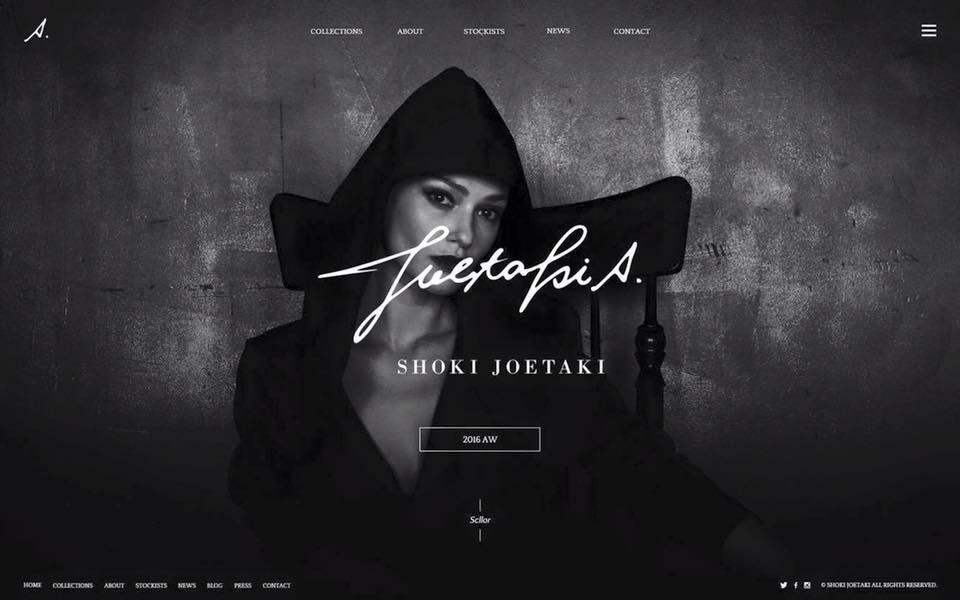 A.
COLLECTIONS ABOUT STOCKISTS NEWS CONTACT
SHOKI JOETAKI
2016 AW
Scllor
HOME COLLECTIONS ABOUT STOCKISTS NEWS BLOG PRESS CONTACT
© SHOKI JOETAKI ALL RIGHTS RESERVED.